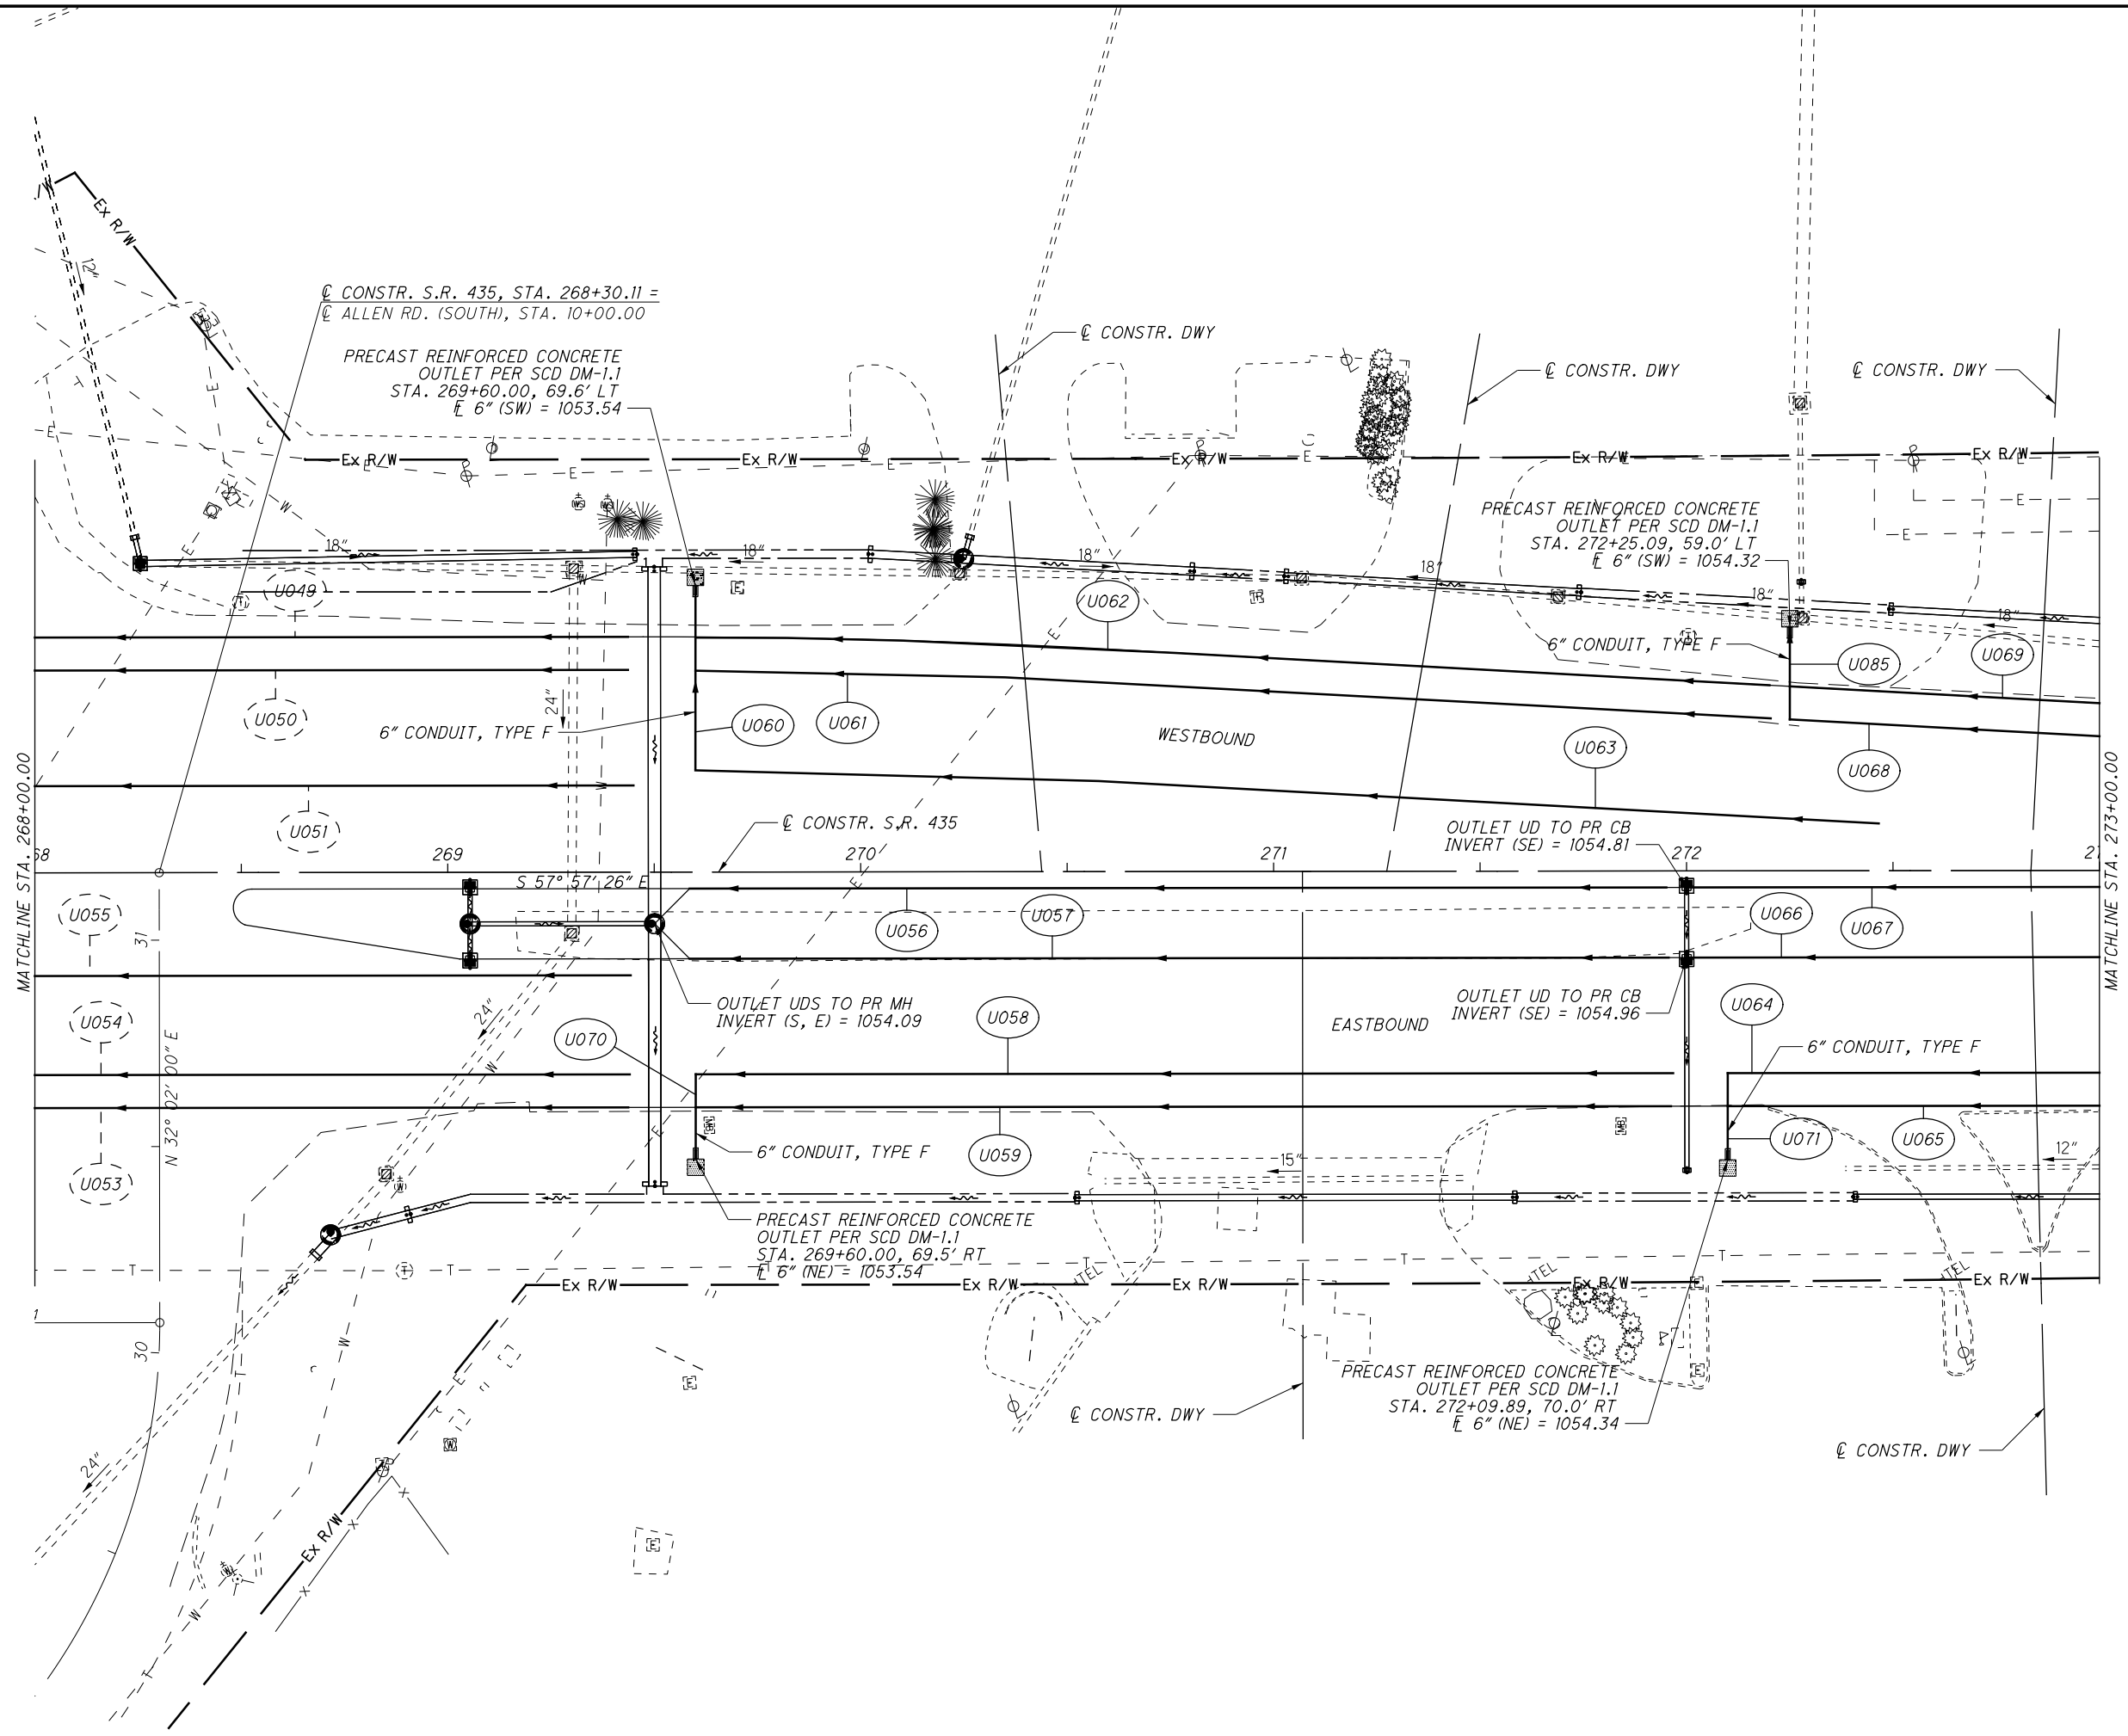 Ex R/W
12"
℄ CONSTR. S.R. 435, STA. 268+30.11 =
℄ ALLEN RD. (SOUTH), STA. 10+00.00
PRECAST REINFORCED CONCRETE
OUTLET PER SCD DM-1.1
STA. 269+60.00, 69.6' LT
6" (SW) = 1053.54
℄ CONSTR. DWY
℄ CONSTR. DWY
℄ CONSTR. DWY
Ex R/W
Ex R/W
Ex R/W
Ex R/W
Ex R/W
PRECAST REINFORCED CONCRETE
OUTLET PER SCD DM-1.1
STA. 272+25.09, 59.0' LT
6" (SW) = 1054.32
18"
18"
18"
18"
18"
18"
U049
U062
6" CONDUIT, TYPE F
U085
U069
U050
24"
6" CONDUIT, TYPE F
U060
U061
WESTBOUND
U063
U068
U051
℄ CONSTR. S.R. 435
OUTLET UD TO PR CB
INVERT (SE) = 1054.81
MATCHLINE STA. 268+00.00
MATCHLINE STA. 273+00.00
269
270
271
272
S 57° 57' 26" E
U055
31
U056
U057
U066
U067
OUTLET UDS TO PR MH
INVERT (S, E) = 1054.09
OUTLET UD TO PR CB
INVERT (SE) = 1054.96
U054
24"
U070
U058
EASTBOUND
U064
6" CONDUIT, TYPE F
N 32° 02' 00" E
U053
6" CONDUIT, TYPE F
U059
U071
U065
15"
12"
PRECAST REINFORCED CONCRETE
OUTLET PER SCD DM-1.1
STA. 269+60.00, 69.5' RT
6" (NE) = 1053.54
Ex R/W
Ex R/W
Ex R/W
Ex R/W
Ex R/W
TEL
TEL
TEL
30
PRECAST REINFORCED CONCRETE
OUTLET PER SCD DM-1.1
STA. 272+09.89, 70.0' RT
6" (NE) = 1054.34
℄ CONSTR. DWY
℄ CONSTR. DWY
24"
Ex R/W